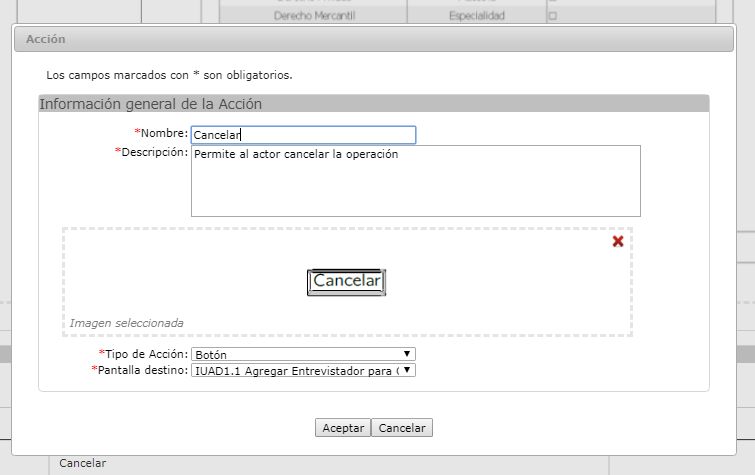 Derecho Mercantil Especialidad
Acción
Los campos marcados con * son obligatorios.
Información general de la Acción
*Nombre: Cancelar
*Descripción: Permite al actor cancelar la operación
Cancelar
Imagen seleccionada
*Tipo de Acción: Botón
*Pantalla destino: IUAD1.1 Agregar Entrevistador para
Aceptar Cancelar
Cancelar